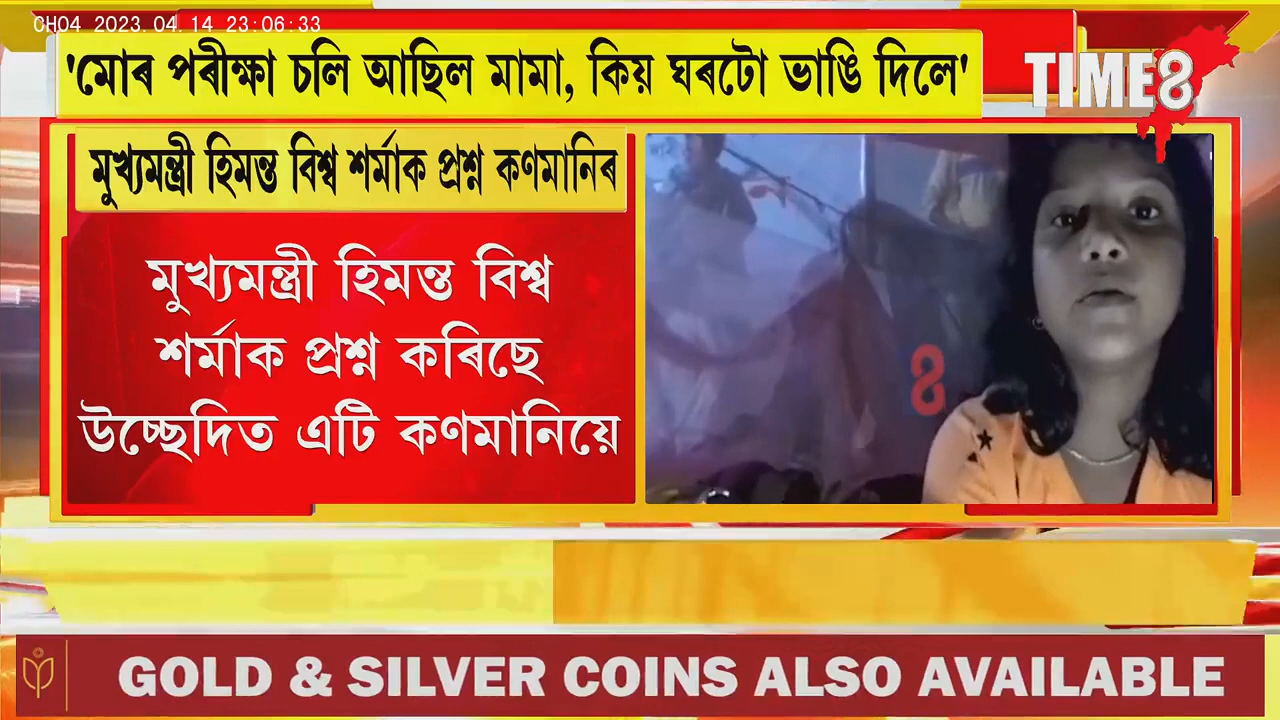 CH04 2023.04.14 23:06:33
'মোৰ পৰীক্ষা চলি আছিল মামা, কিয় ঘৰটো ভাঙি দিলে'
TIME8
মুখ্যমন্ত্ৰী হিমন্ত বিশ্ব শৰ্মাক প্ৰশ্ন কণমানিৰ
মুখ্যমন্ত্ৰী হিমন্ত বিশ্ব
শৰ্মাক প্ৰশ্ন কৰিছে
উচ্ছেদিত এটি কণমানিয়ে
8
GOLD & SILVER COINS ALSO AVAILABLE